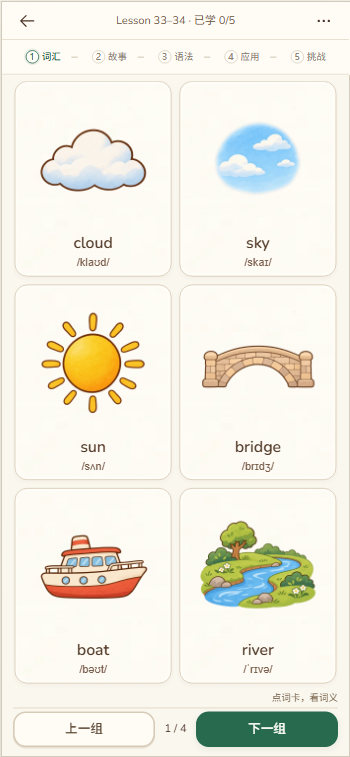 Lesson 33–34 · 已学 0/5
1 词汇 — 2 故事 — 3 语法 — 4 应用 — 5 挑战
cloud sky
/klaʊd/ /skaɪ/
sun bridge
/sʌn/ /brɪdʒ/
boat river
/bəʊt/ /ˈrɪvə/
点词卡，看词义
上一组 1 / 4 下一组